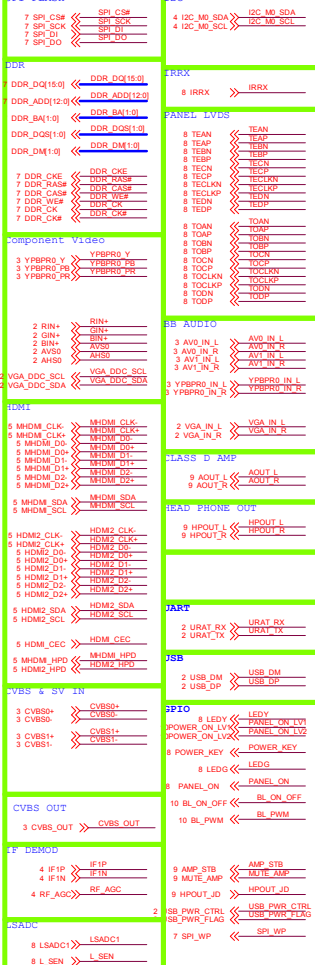 7 SPI_CS# SPI_CS#
7 SPI_SCK SPI_SCK
7 SPI_DI SPI_DI
7 SPI_DO SPI_DO
DDR
7 DDR_DQ[15:0] DDR_DQ[15:0]
7 DDR_ADD[12:0] DDR_ADD[12:0]
DDR_BA[1:0] DDR_BA[1:0]
DDR_DQS[1:0] DDR_DQS[1:0]
DDR_DM[1:0] DDR_DM[1:0]
7 DDR_CKE DDR_CKE
7 DDR_RAS# DDR_RAS#
7 DDR_CAS# DDR_CAS#
7 DDR_WE# DDR_WE#
7 DDR_CK DDR_CK
7 DDR_CK# DDR_CK#
Component Video
3 YPBPR0_Y YPBPR0_Y
3 YPBPR0_PB YPBPR0_PB
3 YPBPR0_PR YPBPR0_PR
2 RIN+ RIN+
2 GIN+ GIN+
2 BIN+ BIN+
2 AVS0 AVS0
2 AHS0 AHS0
2 VGA_DDC_SCL VGA_DDC_SCL
2 VGA_DDC_SDA VGA_DDC_SDA
HDMI
5 MHDMI_CLK- MHDMI_CLK-
5 MHDMI_CLK+ MHDMI_CLK+
5 MHDMI_D0- MHDMI_D0-
5 MHDMI_D0+ MHDMI_D0+
5 MHDMI_D1- MHDMI_D1-
5 MHDMI_D1+ MHDMI_D1+
5 MHDMI_D2- MHDMI_D2-
5 MHDMI_D2+ MHDMI_D2+
5 MHDMI_SDA MHDMI_SDA
5 MHDMI_SCL MHDMI_SCL
5 HDMI2_CLK- HDMI2_CLK-
5 HDMI2_CLK+ HDMI2_CLK+
5 HDMI2_D0- HDMI2_D0-
5 HDMI2_D0+ HDMI2_D0+
5 HDMI2_D1- HDMI2_D1-
5 HDMI2_D1+ HDMI2_D1+
5 HDMI2_D2- HDMI2_D2-
5 HDMI2_D2+ HDMI2_D2+
5 HDMI2_SDA HDMI2_SDA
5 HDMI2_SCL HDMI2_SCL
5 HDMI_CEC HDMI_CEC
5 MHDMI_HPD MHDMI_HPD
5 HDMI2_HPD HDMI2_HPD
CVBS & SV IN
3 CVBS0+ CVBS0+
3 CVBS0- CVBS0-
3 CVBS1+ CVBS1+
3 CVBS1- CVBS1-
CVBS OUT
3 CVBS_OUT CVBS_OUT
IF DEMOD
4 IF1P IF1P
4 IF1N IF1N
4 RF_AGC RF_AGC
LSADC
8 LSADC1 LSADC1
8 L_SEN L_SEN
4 I2C_M0_SDA I2C_M0_SDA
4 I2C_M0_SCL I2C_M0_SCL
IRRX
8 IRRX IRRX
PANEL LVDS
8 TEAN TEAN
8 TEAP TEAP
8 TEBN TEBN
8 TEBP TEBP
8 TECN TECN
8 TECP TECP
8 TECLKN TECLKN
8 TECLKP TECLKP
8 TEDN TEDN
8 TEDP TEDP
8 TOAN TOAN
8 TOAP TOAP
8 TOBN TOBN
8 TOBP TOBP
8 TOCN TOCN
8 TOCP TOCP
8 TOCLKN TOCLKN
8 TOCLKP TOCLKP
8 TODN TODN
8 TODP TODP
BB AUDIO
3 AV0_IN_L AV0_IN_L
3 AV0_IN_R AV0_IN_R
3 AV1_IN_L AV1_IN_L
3 AV1_IN_R AV1_IN_R
3 YPBPR0_IN_L YPBPR0_IN_L
3 YPBPR0_IN_R YPBPR0_IN_R
2 VGA_IN_L VGA_IN_L
2 VGA_IN_R VGA_IN_R
CLASS D AMP
9 AOUT_L AOUT_L
9 AOUT_R AOUT_R
HEAD PHONE OUT
9 HPOUT_L HPOUT_L
9 HPOUT_R HPOUT_R
UART
2 URAT_RX URAT_RX
2 URAT_TX URAT_TX
USB
2 USB_DM USB_DM
2 USB_DP USB_DP
GPIO
8 LEDY LEDY
POWER_ON_LV1 PANEL_ON_LV1
POWER_ON_LV2 PANEL_ON_LV2
8 POWER_KEY POWER_KEY
8 LEDG LEDG
8 PANEL_ON PANEL_ON
10 BL_ON_OFF BL_ON_OFF
10 BL_PWM BL_PWM
9 AMP_STB AMP_STB
9 MUTE_AMP MUTE_AMP
9 HPOUT_JD HPOUT_JD
2 USB_PWR_CTRL USB_PWR_CTRL
USB_PWR_FLAG USB_PWR_FLAG
7 SPI_WP SPI_WP